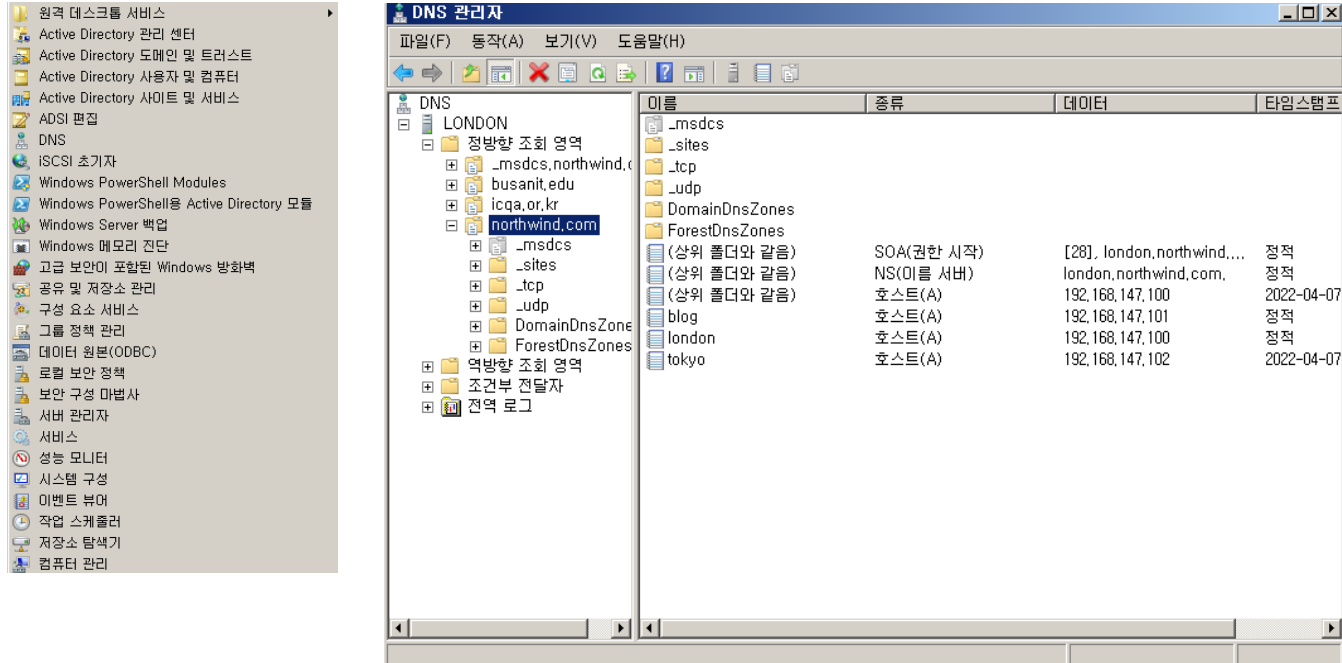 원격 데스크톱 서비스
Active Directory 관리 센터
Active Directory 도메인 및 트러스트
Active Directory 사용자 및 컴퓨터
Active Directory 사이트 및 서비스
ADSI 편집
DNS
iSCSI 초기자
Windows PowerShell Modules
Windows PowerShell용 Active Directory 모듈
Windows Server 백업
Windows 메모리 진단
고급 보안이 포함된 Windows 방화벽
공유 및 저장소 관리
구성 요소 서비스
그룹 정책 관리
데이터 원본(ODBC)
로컬 보안 정책
보안 구성 마법사
서버 관리자
서비스
성능 모니터
시스템 구성
이벤트 뷰어
작업 스케줄러
저장소 탐색기
컴퓨터 관리
DNS 관리자
파일(F) 동작(A) 보기(V) 도움말(H)
DNS
LONDON
정방향 조회 영역
_msdcs.northwind.c
busanit.edu
icqa.or.kr
northwind.com
_msdcs
_sites
_tcp
_udp
DomainDnsZone
ForestDnsZones
역방향 조회 영역
조건부 전달자
전역 로그
이름 종류 데이터 타임스탬프
_msdcs
_sites
_tcp
_udp
DomainDnsZones
ForestDnsZones
(상위 폴더와 같음) SOA(권한 시작) [28], london.northwind.... 정적
(상위 폴더와 같음) NS(이름 서버) london.northwind.com. 정적
(상위 폴더와 같음) 호스트(A) 192.168.147.100 2022-04-07
blog 호스트(A) 192.168.147.101 정적
london 호스트(A) 192.168.147.100 정적
tokyo 호스트(A) 192.168.147.102 2022-04-07